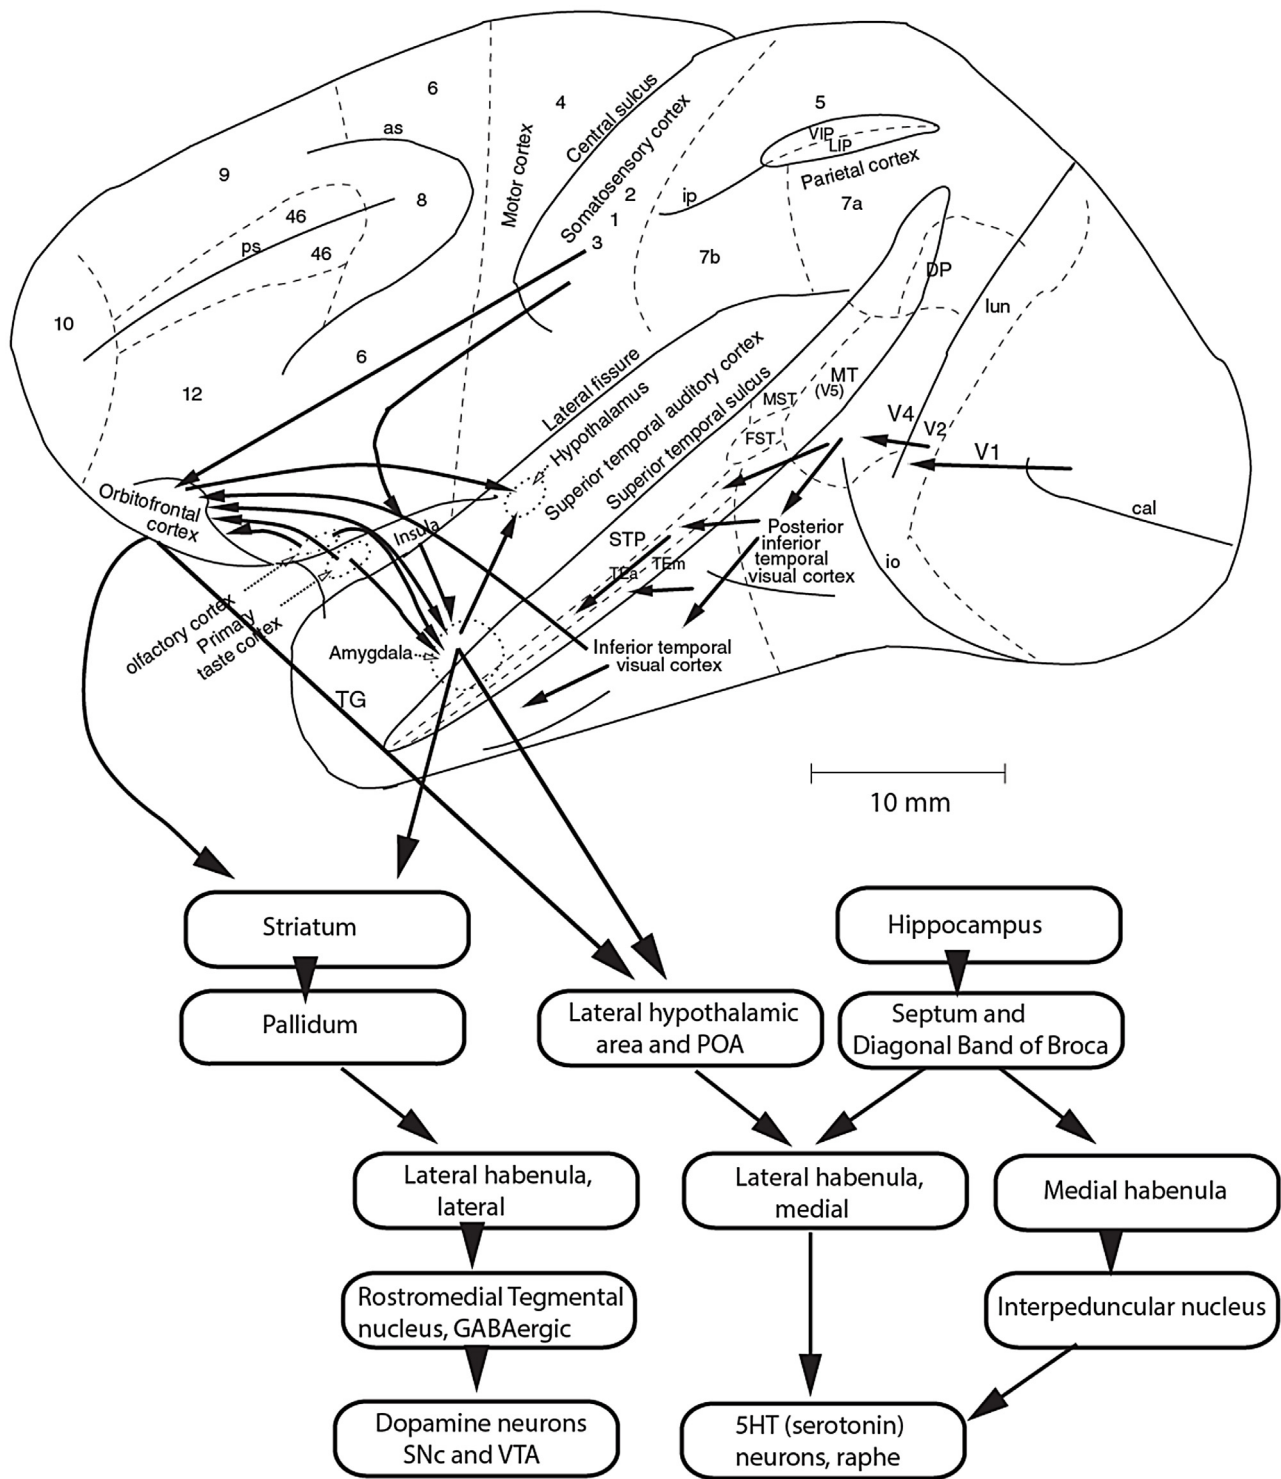 6
4
Central sulcus
5
as
Motor cortex
Somatosensory cortex
VIP
LIP
Parietal cortex
9
46
8
2
ip
7a
1
3
ps
46
7b
DP
10
lun
6
12
Lateral fissure
Hypothalamus
Superior temporal auditory cortex
Superior temporal sulcus
MT
(V5)
MST
FST
V4
V2
V1
Orbitofrontal
cortex
Insula
cal
STP
Posterior
inferior
temporal
visual cortex
TEa
TEm
io
olfactory cortex
Primary
taste cortex
Amygdala
Inferior temporal
visual cortex
TG
10 mm
Striatum
Hippocampus
Pallidum
Lateral hypothalamic
area and POA
Septum and
Diagonal Band of Broca
Lateral habenula,
lateral
Lateral habenula,
medial
Medial habenula
Rostromedial Tegmental
nucleus, GABAergic
Interpeduncular nucleus
Dopamine neurons
SNc and VTA
5HT (serotonin)
neurons, raphe